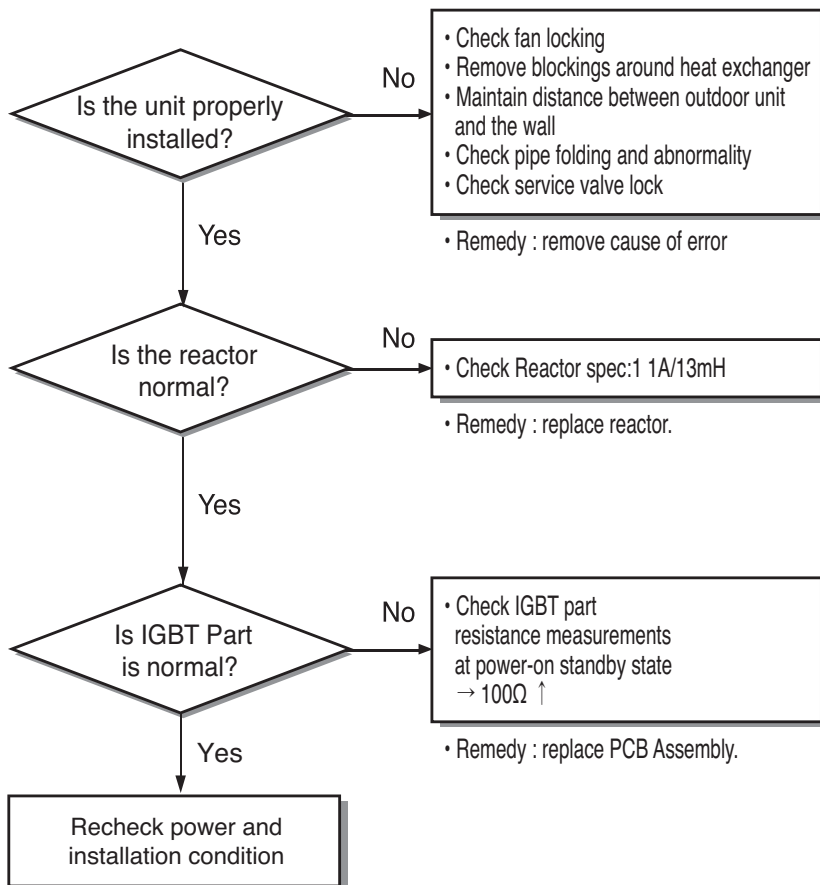 Is the unit properly
installed?
No
• Check fan locking
• Remove blockings around heat exchanger
• Maintain distance between outdoor unit
and the wall
• Check pipe folding and abnormality
• Check service valve lock
• Remedy : remove cause of error
Yes
Is the reactor
normal?
No
• Check Reactor spec:1 1A/13mH
• Remedy : replace reactor.
Yes
Is IGBT Part
is normal?
No
• Check IGBT part
resistance measurements
at power-on standby state
→ 100Ω ↑
• Remedy : replace PCB Assembly.
Yes
Recheck power and
installation condition